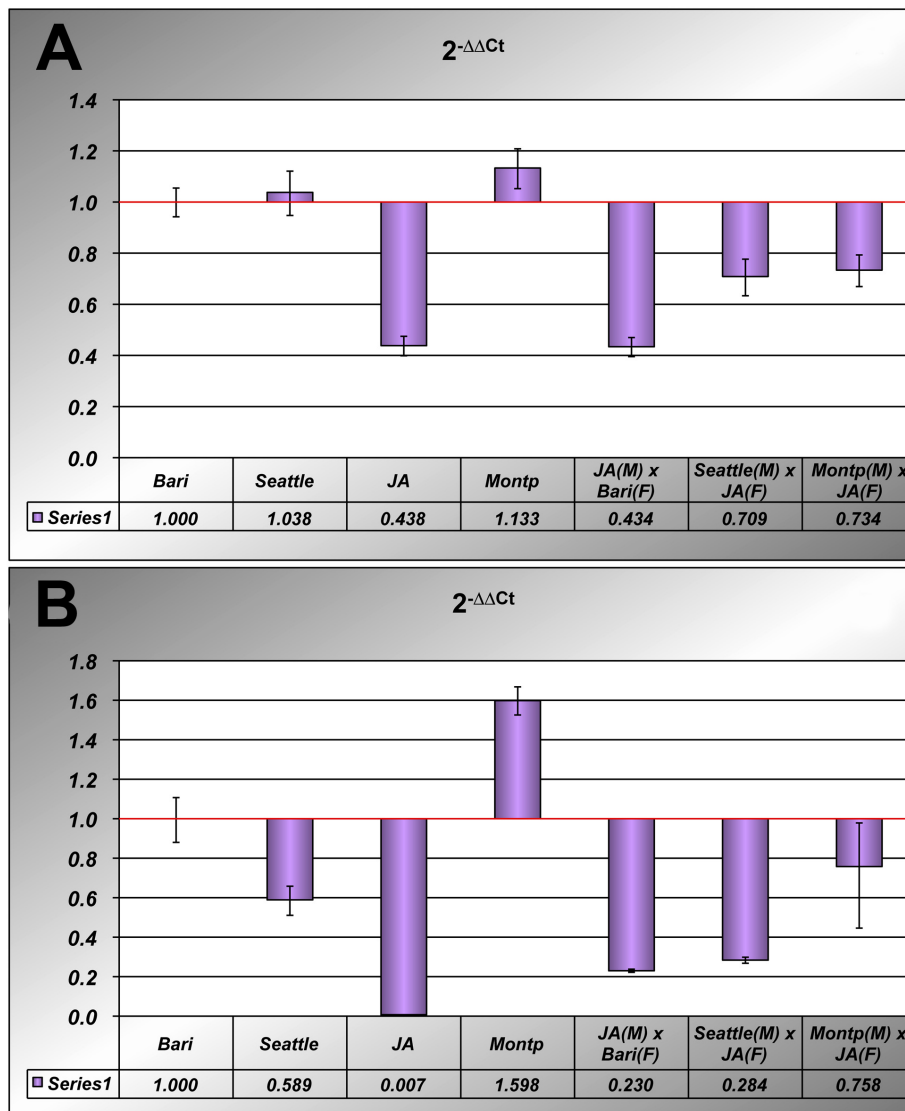 A
2-ΔΔCt
1.4
1.2
1.0
0.8
0.6
0.4
0.2
0.0
Bari Seattle JA Montp JA(M) x Bari(F) Seattle(M) x JA(F) Montp(M) x JA(F)
Series1 1.000 1.038 0.438 1.133 0.434 0.709 0.734
B
2-ΔΔCt
1.8
1.6
1.4
1.2
1.0
0.8
0.6
0.4
0.2
0.0
Bari Seattle JA Montp JA(M) x Bari(F) Seattle(M) x JA(F) Montp(M) x JA(F)
Series1 1.000 0.589 0.007 1.598 0.230 0.284 0.758